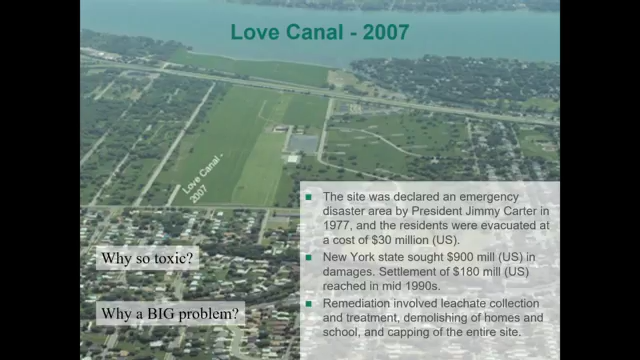 Love Canal - 2007
Love Canal -
2007
The site was declared an emergency
disaster area by President Jimmy Carter in
1977, and the residents were evacuated at
a cost of $30 million (US).
New York state sought $900 mill (US) in
damages. Settlement of $180 mill (US)
reached in mid 1990s.
Remediation involved leachate collection
and treatment, demolishing of homes and
school, and capping of the entire site.
Why so toxic?
Why a BIG problem?